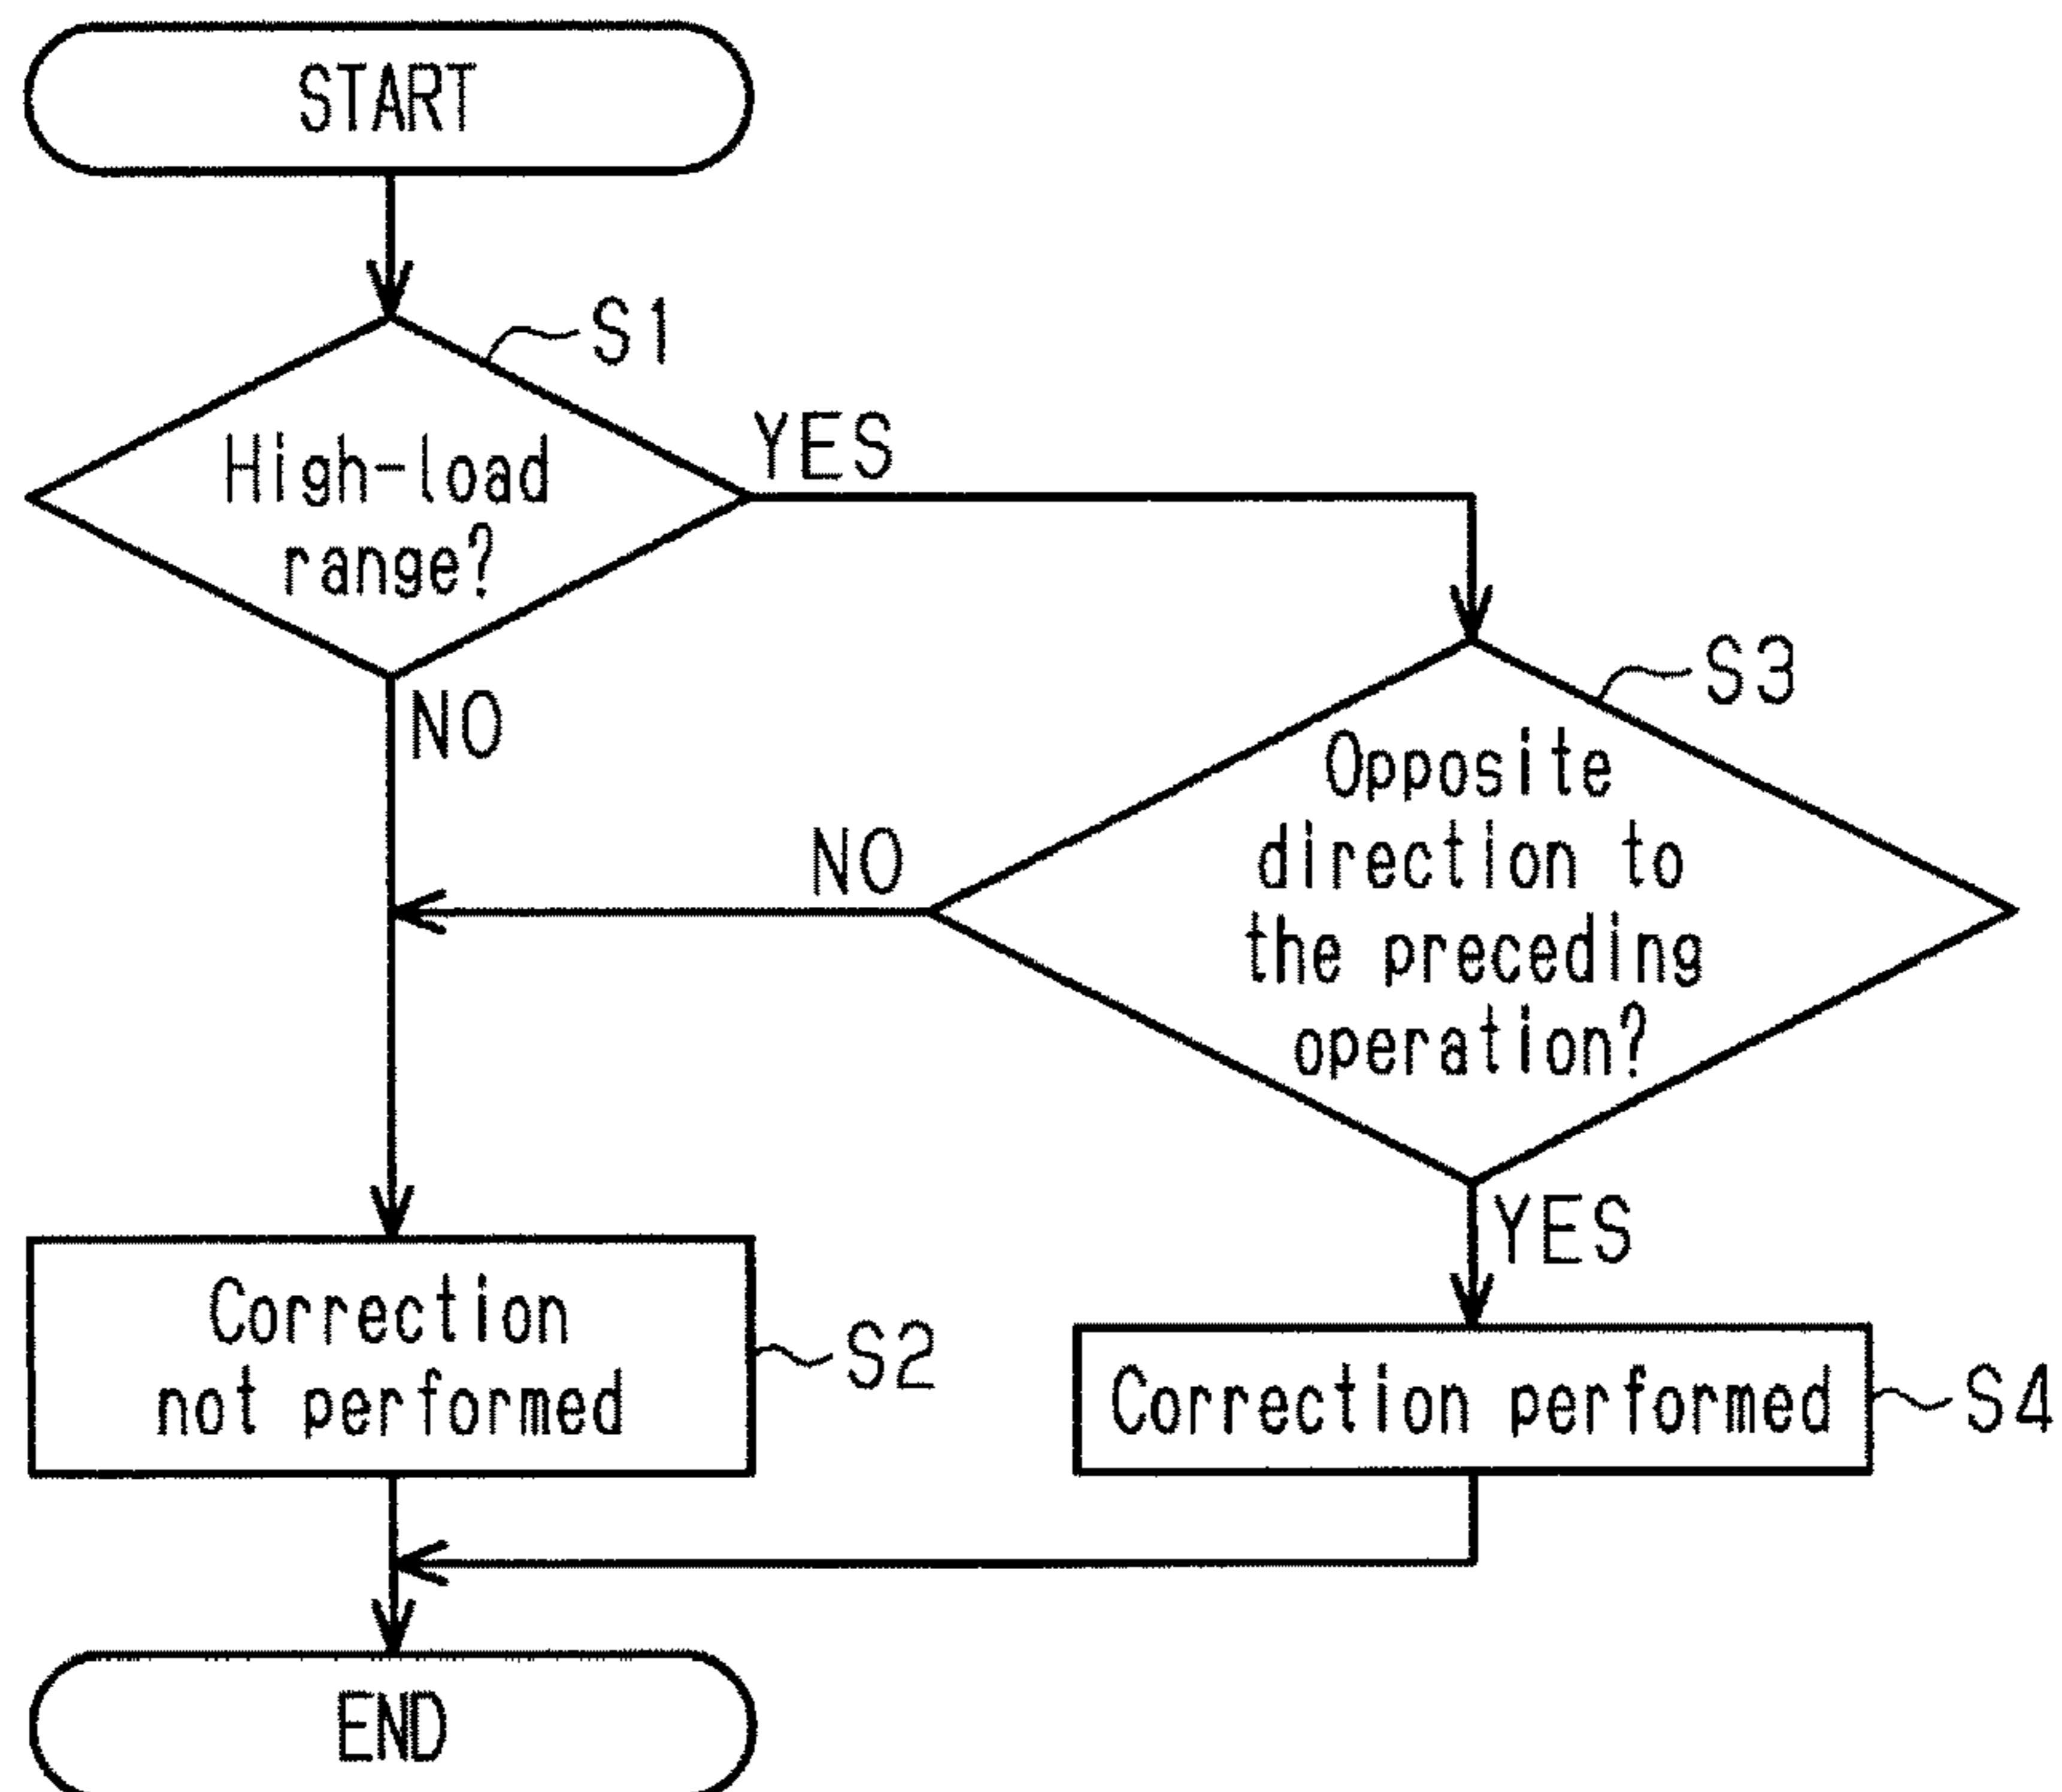 START
S1
High-load
range?
YES
NO
S3
Opposite
direction to
the preceding
operation?
NO
YES
Correction
not performed
S2
Correction performed
S4
END